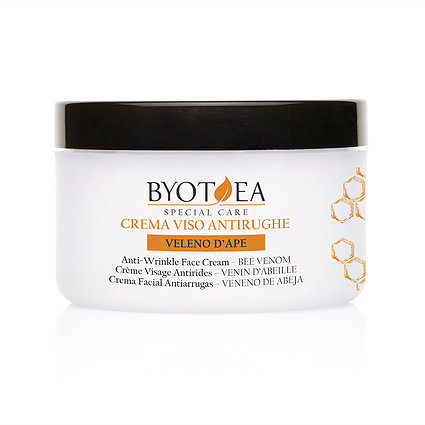 BYOTEA
SPECIAL CARE
CREMA VISO ANTIRUGHE
VELENO D'APE
Anti-Wrinkle Face Cream – BEE VENOM
Crème Visage Antirides – VENIN D'ABEILLE
Crema Facial Antiarrugas – VENENO DE ABEJA